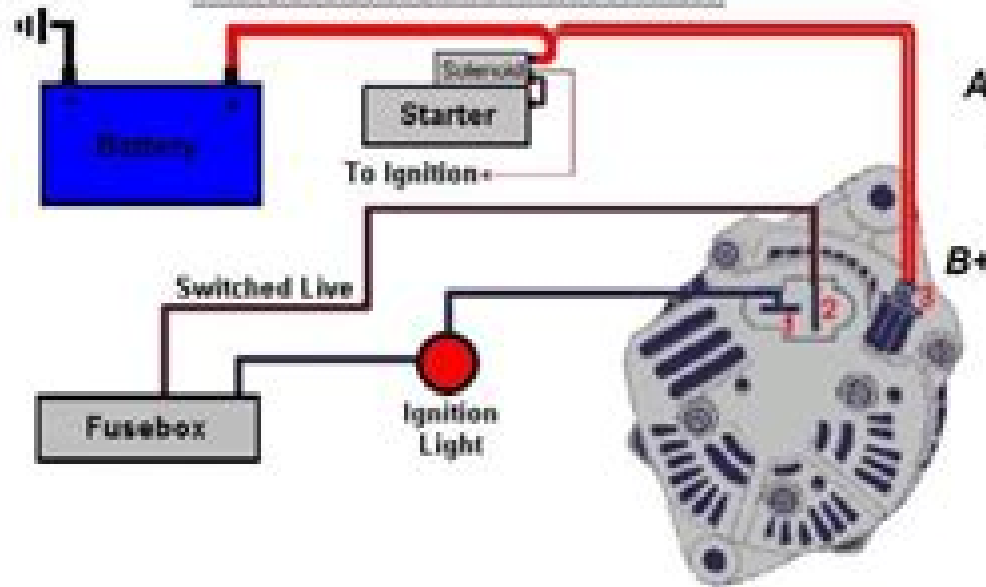 Solenoid
Starter
Battery
To Ignition
A
B+
Switched Live
1
2
3
Fusebox
Ignition
Light